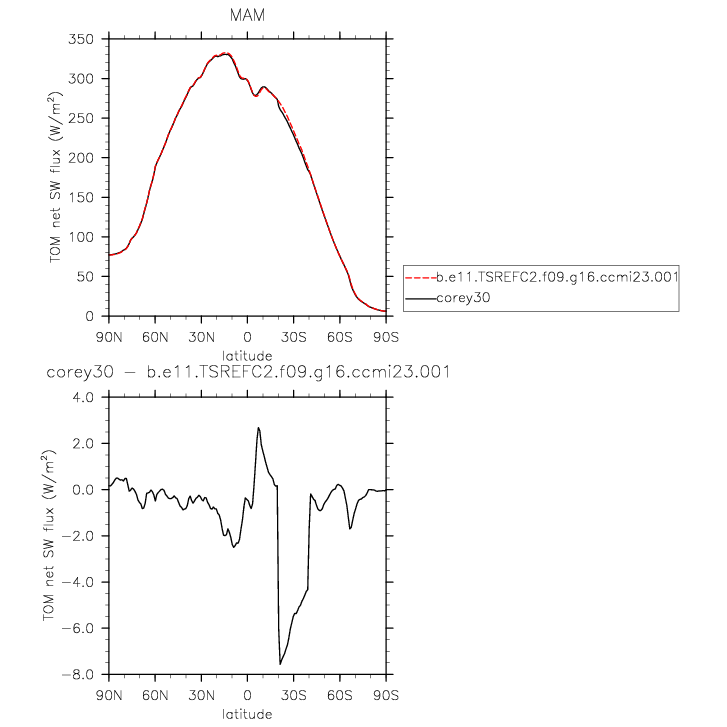 MAM
350
300
250
200
150
100
50
0
TOM net SW flux (W/m²)
90N 60N 30N 0 30S 60S 90S
latitude
b.e11.TSREFC2.f09.g16.ccmi23.001
corey30
corey30 − b.e11.TSREFC2.f09.g16.ccmi23.001
4.0
2.0
0.0
−2.0
−4.0
−6.0
−8.0
TOM net SW flux (W/m²)
90N 60N 30N 0 30S 60S 90S
latitude